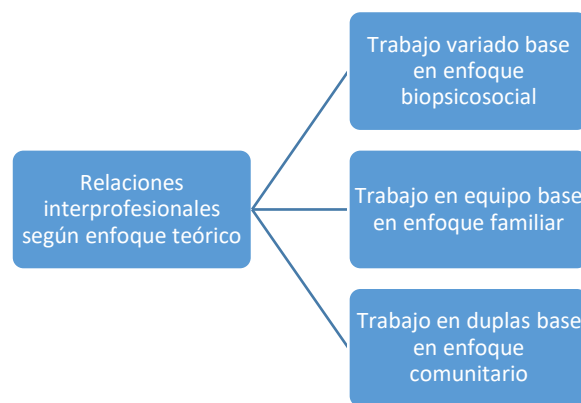 Relaciones
interprofesionales
según enfoque teórico
Trabajo variado base
en enfoque
biopsicosocial
Trabajo en equipo base
en enfoque familiar
Trabajo en duplas base
en enfoque
comunitario